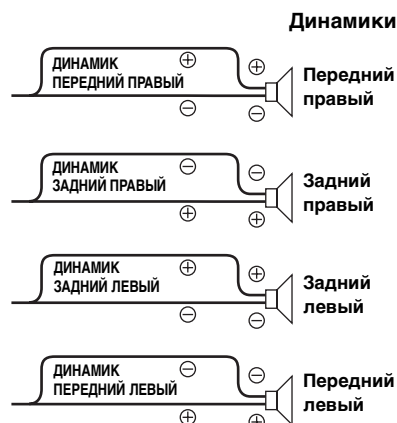 Динамики
ДИНАМИК
ПЕРЕДНИЙ ПРАВЫЙ
⊕
⊖
⊕
⊖
Передний
правый
ДИНАМИК
ЗАДНИЙ ПРАВЫЙ
⊖
⊕
⊖
⊕
Задний
правый
ДИНАМИК
ЗАДНИЙ ЛЕВЫЙ
⊕
⊖
⊕
⊖
Задний
левый
ДИНАМИК
ПЕРЕДНИЙ ЛЕВЫЙ
⊖
⊕
⊖
⊕
Передний
левый